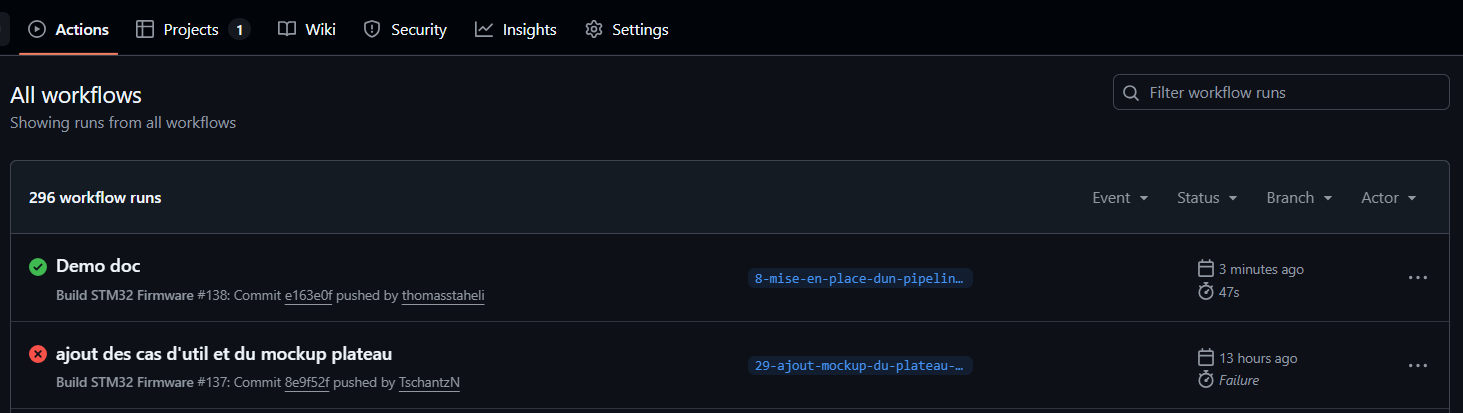 Actions Projects 1 Wiki Security Insights Settings
All workflows
Filter workflow runs
Showing runs from all workflows
296 workflow runs Event Status Branch Actor
Demo doc
8-mise-en-place-dun-pipelin…
3 minutes ago
Build STM32 Firmware #138: Commit e163e0f pushed by thomasstaheli
47s
ajout des cas d'util et du mockup plateau
29-ajout-mockup-du-plateau-…
13 hours ago
Build STM32 Firmware #137: Commit 8e9f52f pushed by TschantzN
Failure